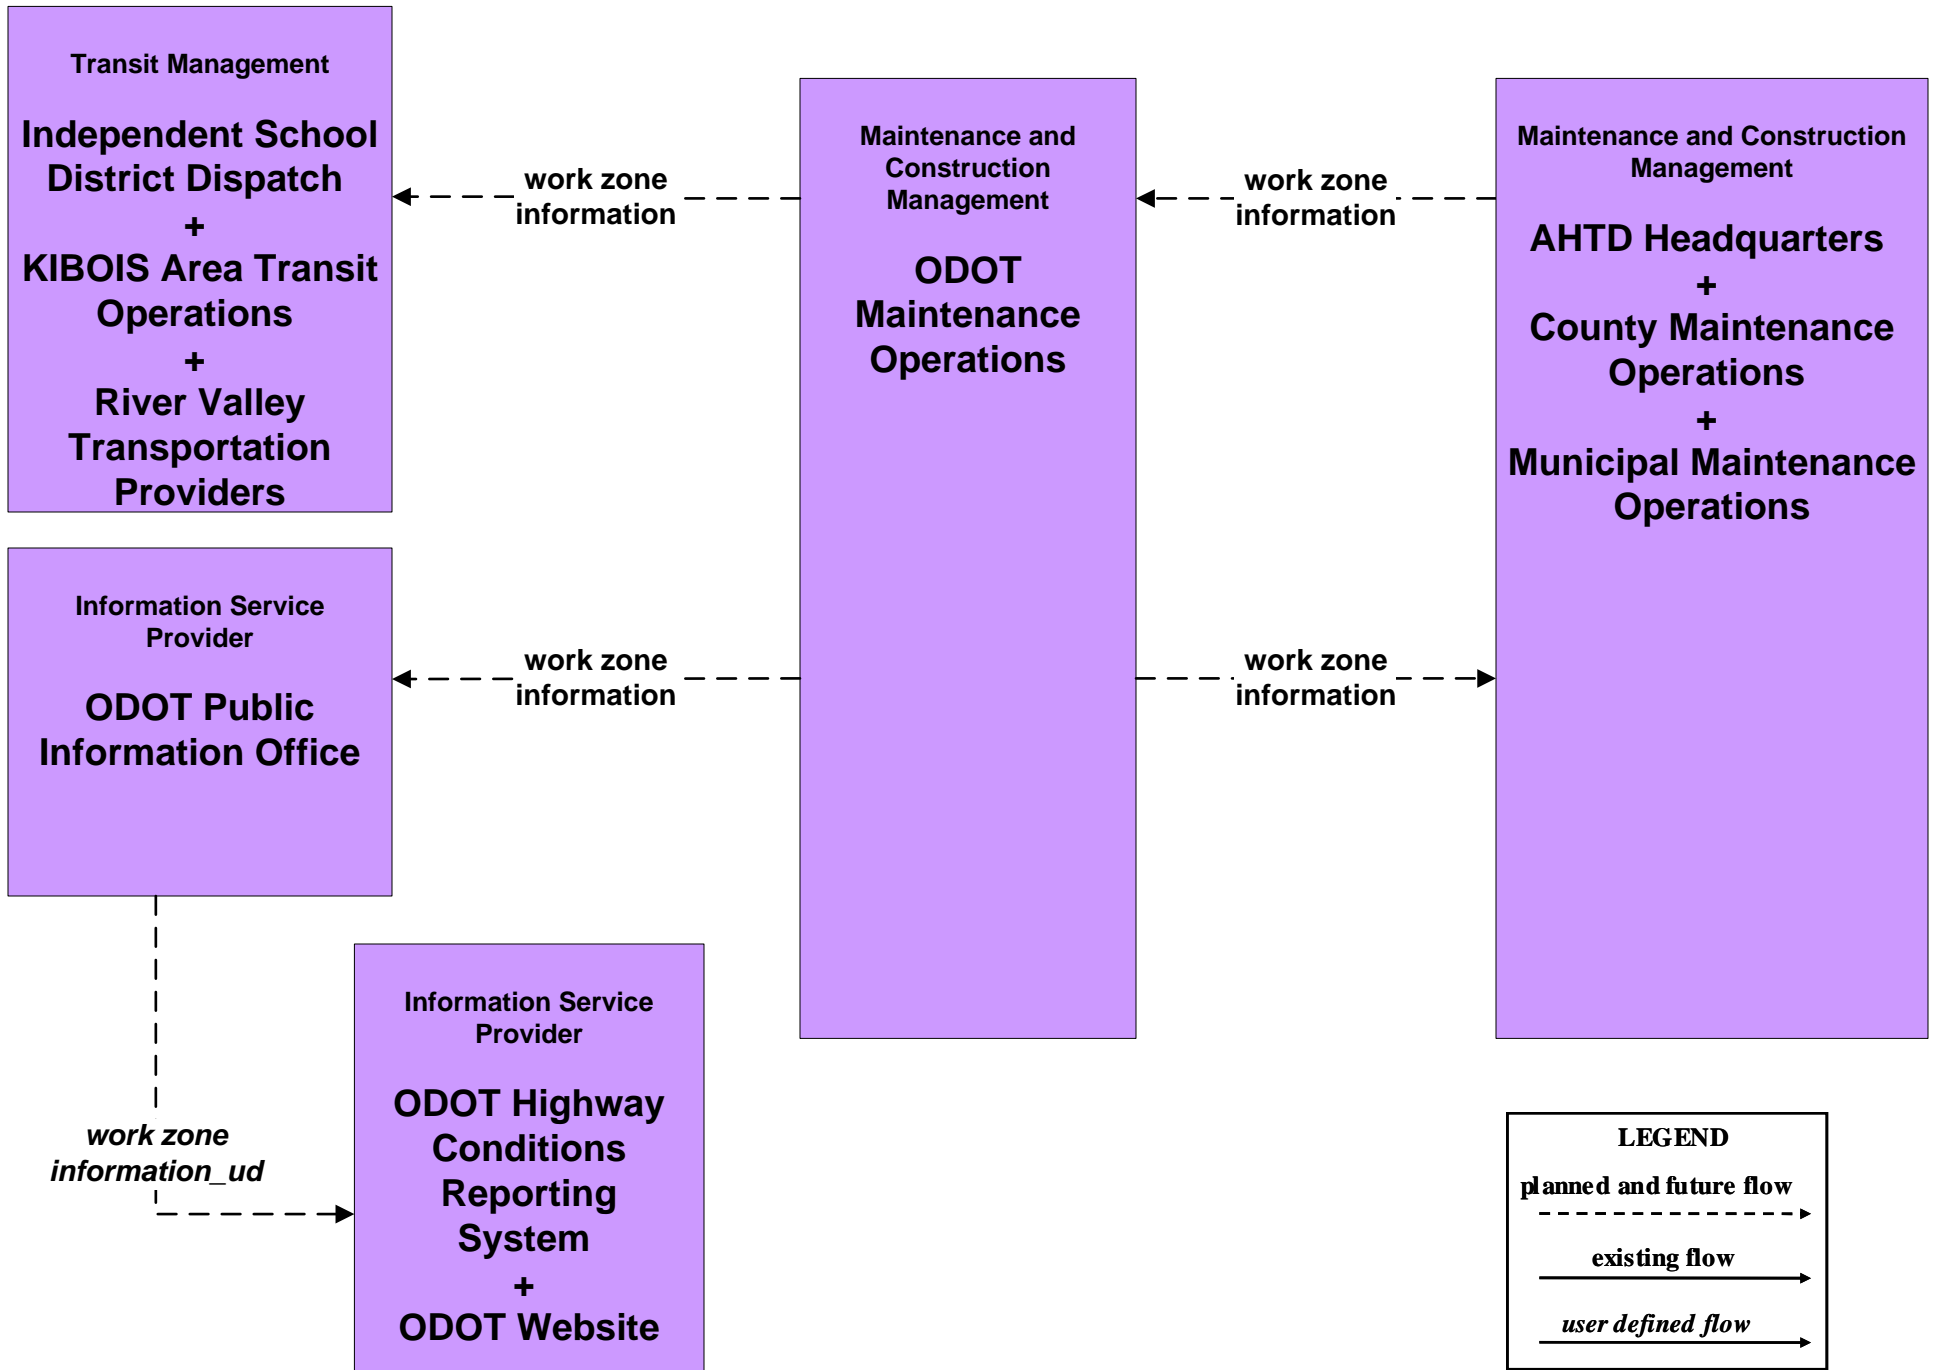 Transit Management
Independent School
District Dispatch
+
KIBOIS Area Transit
Operations
+
River Valley
Transportation
Providers
work zone
information
Maintenance and
Construction
Management
ODOT
Maintenance
Operations
work zone
information
Maintenance and Construction
Management
AHTD Headquarters
+
County Maintenance
Operations
+
Municipal Maintenance
Operations
Information Service
Provider
ODOT Public
Information Office
work zone
information
work zone
information
work zone
information_ud
Information Service
Provider
ODOT Highway
Conditions
Reporting
System
+
ODOT Website
LEGEND
planned and future flow
existing flow
user defined flow